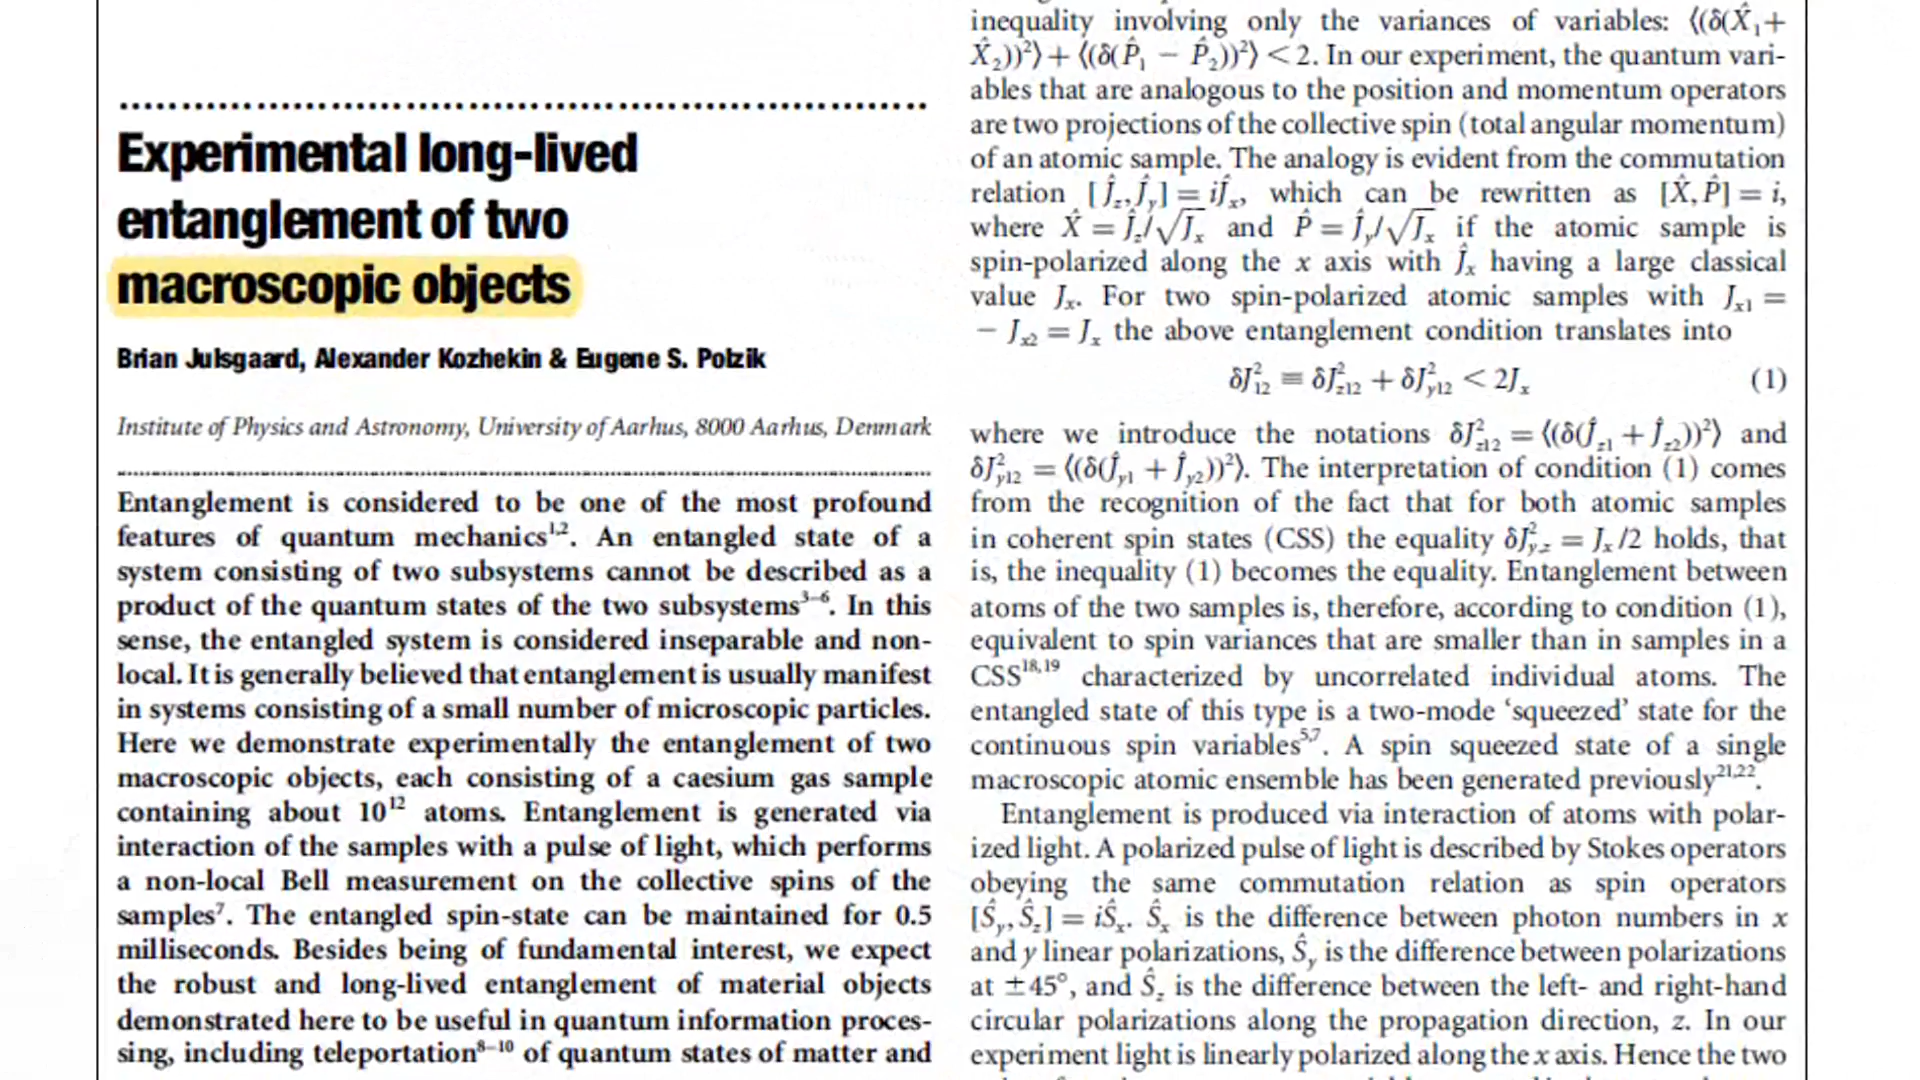 Experimental long-lived
entanglement of two
macroscopic objects
Brian Julsgaard, Alexander Kozhekin & Eugene S. Polzik
Institute of Physics and Astronomy, University of Aarhus, 8000 Aarhus, Denmark
Entanglement is considered to be one of the most profound
features of quantum mechanics¹,². An entangled state of a
system consisting of two subsystems cannot be described as a
product of the quantum states of the two subsystems³⁻⁶. In this
sense, the entangled system is considered inseparable and non-
local. It is generally believed that entanglement is usually manifest
in systems consisting of a small number of microscopic particles.
Here we demonstrate experimentally the entanglement of two
macroscopic objects, each consisting of a caesium gas sample
containing about 10¹² atoms. Entanglement is generated via
interaction of the samples with a pulse of light, which performs
a non-local Bell measurement on the collective spins of the
samples⁷. The entangled spin-state can be maintained for 0.5
milliseconds. Besides being of fundamental interest, we expect
the robust and long-lived entanglement of material objects
demonstrated here to be useful in quantum information proces-
sing, including teleportation⁸⁻¹⁰ of quantum states of matter and
inequality involving only the variances of variables: ⟨(δ(X̂₁+
X̂₂))²⟩ + ⟨(δ(P̂₁ − P̂₂))²⟩ < 2. In our experiment, the quantum vari-
ables that are analogous to the position and momentum operators
are two projections of the collective spin (total angular momentum)
of an atomic sample. The analogy is evident from the commutation
relation [Ĵz, Ĵy] = iĴx, which can be rewritten as [X̂, P̂] = i,
where X̂ = Ĵz/√Jx and P̂ = Ĵy/√Jx if the atomic sample is
spin-polarized along the x axis with Ĵx having a large classical
value Jx. For two spin-polarized atomic samples with Jx1 =
− Jx2 = Jx the above entanglement condition translates into
δJ²12 ≡ δJ²z12 + δJ²y12 < 2Jx (1)
where we introduce the notations δJ²z12 = ⟨(δ(Ĵz1 + Ĵz2))²⟩ and
δJ²y12 = ⟨(δ(Ĵy1 + Ĵy2))²⟩. The interpretation of condition (1) comes
from the recognition of the fact that for both atomic samples
in coherent spin states (CSS) the equality δJ²y,z = Jx/2 holds, that
is, the inequality (1) becomes the equality. Entanglement between
atoms of the two samples is, therefore, according to condition (1),
equivalent to spin variances that are smaller than in samples in a
CSS¹⁸,¹⁹ characterized by uncorrelated individual atoms. The
entangled state of this type is a two-mode ‘squeezed’ state for the
continuous spin variables⁵,⁷. A spin squeezed state of a single
macroscopic atomic ensemble has been generated previously²¹,²².
Entanglement is produced via interaction of atoms with polar-
ized light. A polarized pulse of light is described by Stokes operators
obeying the same commutation relation as spin operators
[Ŝy, Ŝz] = iŜx. Ŝx is the difference between photon numbers in x
and y linear polarizations, Ŝy is the difference between polarizations
at ±45°, and Ŝz is the difference between the left- and right-hand
circular polarizations along the propagation direction, z. In our
experiment light is linearly polarized along the x axis. Hence the two